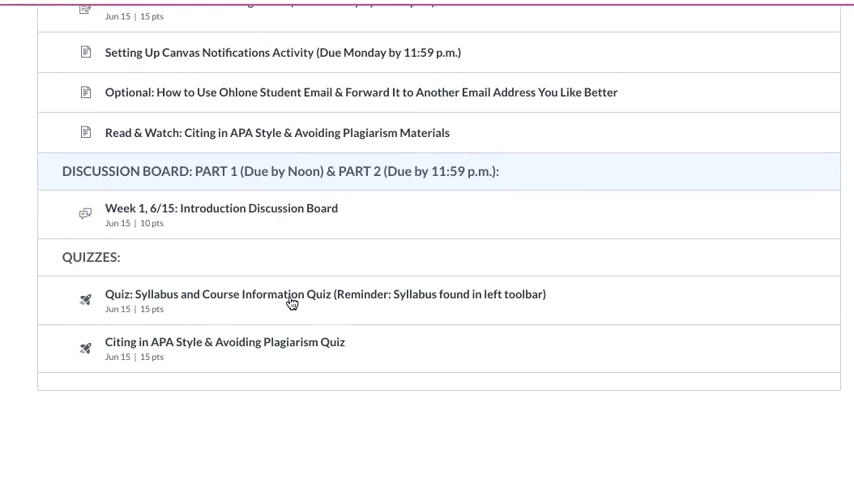 Jun 15 | 15 pts
Setting Up Canvas Notifications Activity (Due Monday by 11:59 p.m.)
Optional: How to Use Ohlone Student Email & Forward It to Another Email Address You Like Better
Read & Watch: Citing in APA Style & Avoiding Plagiarism Materials
DISCUSSION BOARD: PART 1 (Due by Noon) & PART 2 (Due by 11:59 p.m.):
Week 1, 6/15: Introduction Discussion Board
Jun 15 | 10 pts
QUIZZES:
Quiz: Syllabus and Course Information Quiz (Reminder: Syllabus found in left toolbar)
Jun 15 | 15 pts
Citing in APA Style & Avoiding Plagiarism Quiz
Jun 15 | 15 pts